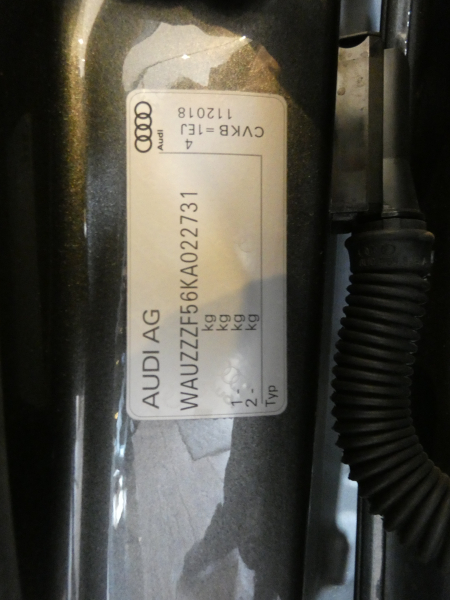 AUDI AG
WAUZZZF56KA022731
kg
kg
1 - kg
2 - kg
Typ
Audi
4
CVKB=1EJ
112018